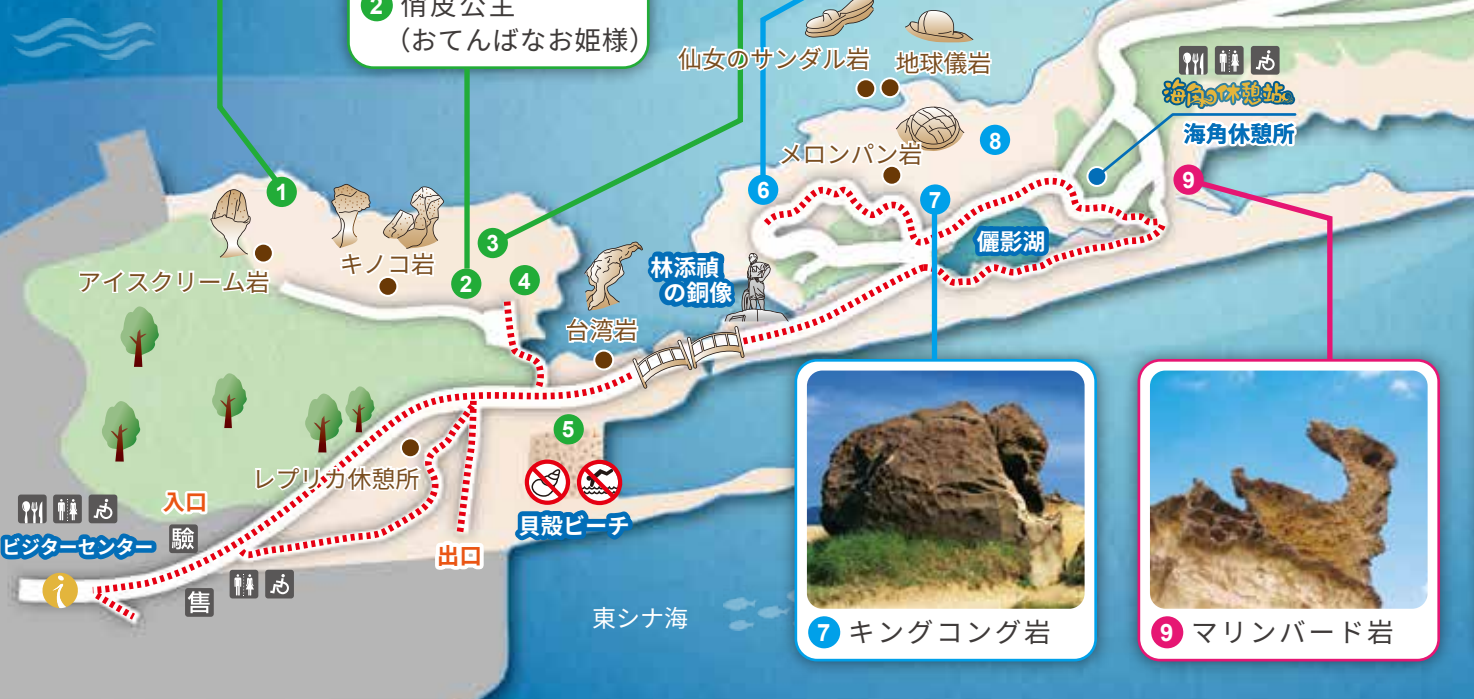 2 俏皮公主
（おてんばなお姫様）
仙女のサンダル岩
地球儀岩
海角休憩站
海角休憩所
メロンパン岩
8
6
7
9
1
3
2
4
キノコ岩
アイスクリーム岩
儷影湖
林添禎
の銅像
台湾岩
5
レプリカ休憩所
貝殻ビーチ
入口
驗
ビジターセンター
i
售
出口
東シナ海
7 キングコング岩
9 マリンバード岩